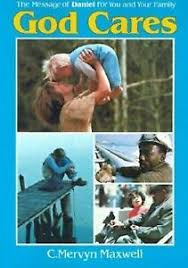 The Message of Daniel for You and Your Family
God Cares
C. Mervyn Maxwell